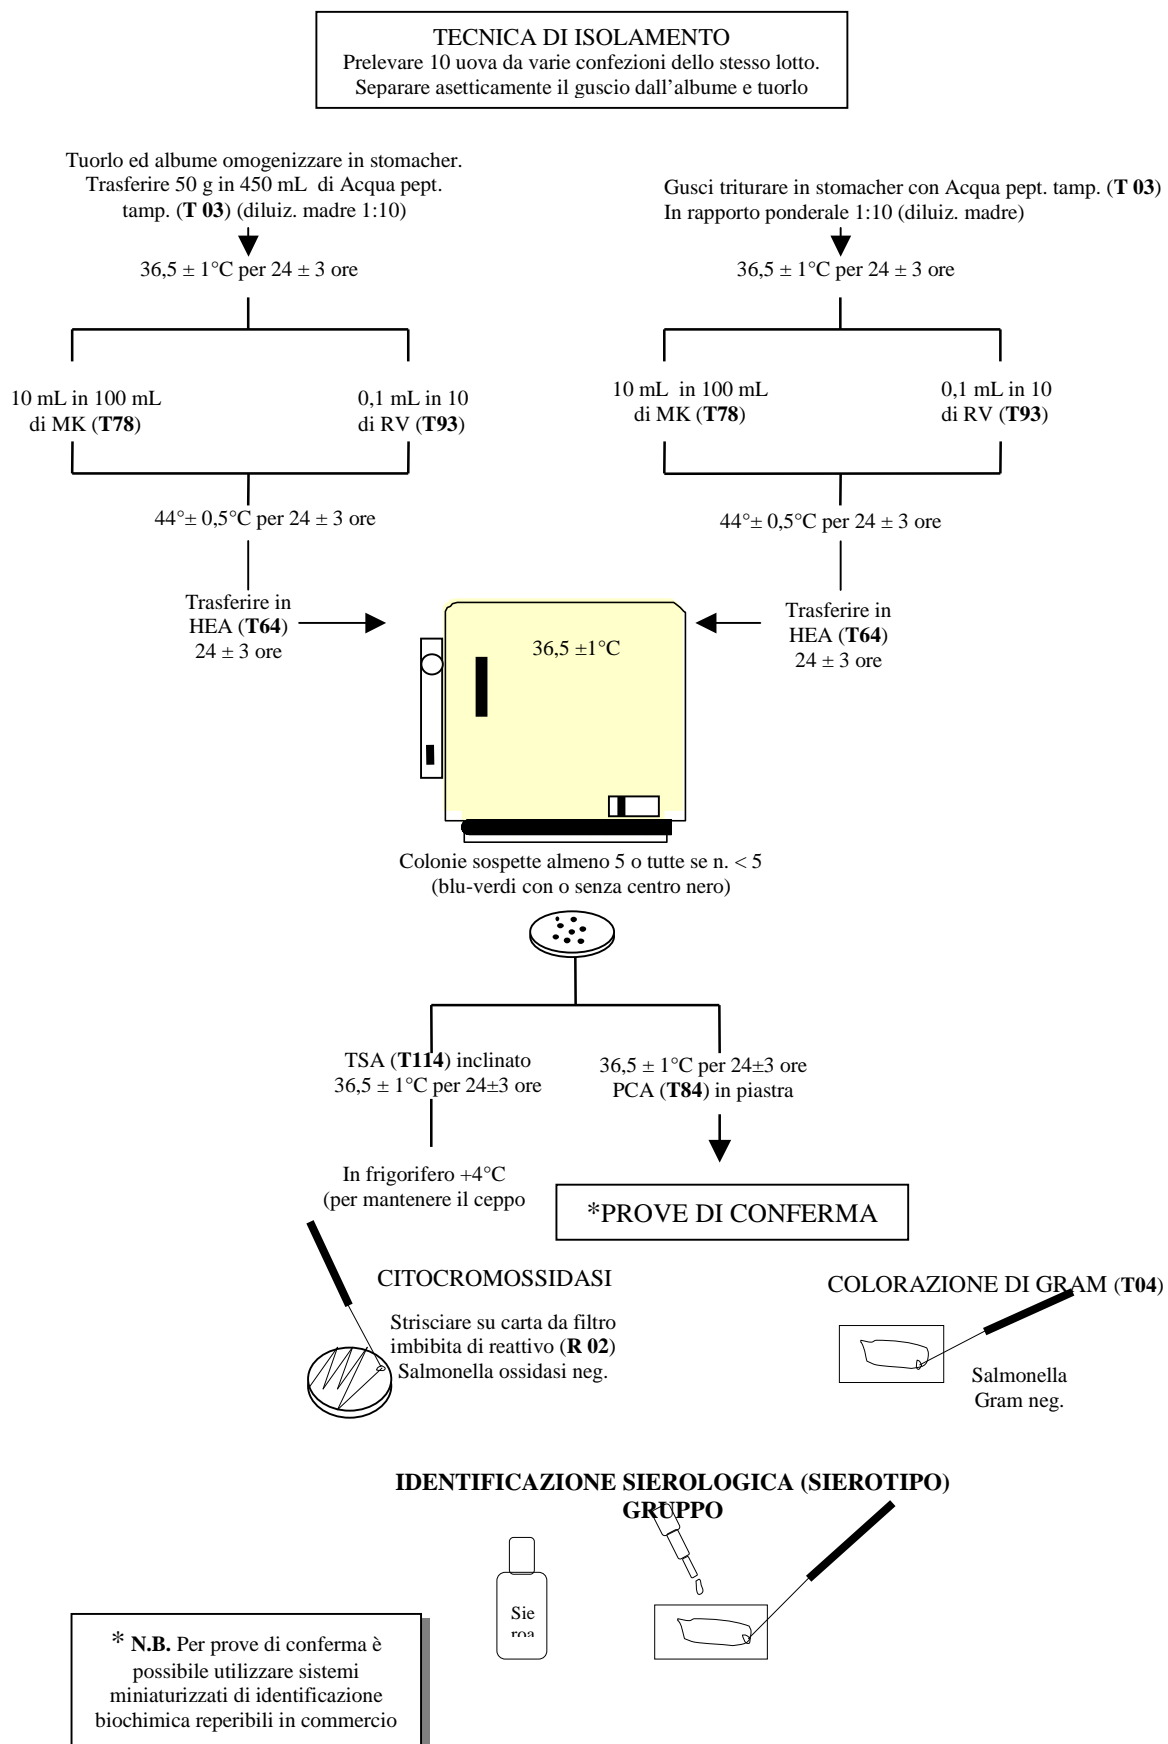 TECNICA DI ISOLAMENTO
Prelevare 10 uova da varie confezioni dello stesso lotto.
Separare asetticamente il guscio dall'albume e tuorlo
Tuorlo ed albume omogenizzare in stomacher.
Trasferire 50 g in 450 mL di Acqua pept.
tamp. (T 03) (diluiz. madre 1:10)
36,5 ± 1°C per 24 ± 3 ore
10 mL in 100 mL
di MK (T78)
0,1 mL in 10
di RV (T93)
44°± 0,5°C per 24 ± 3 ore
Trasferire in
HEA (T64)
24 ± 3 ore
Gusci triturare in stomacher con Acqua pept. tamp. (T 03)
In rapporto ponderale 1:10 (diluiz. madre)
36,5 ± 1°C per 24 ± 3 ore
10 mL in 100 mL
di MK (T78)
0,1 mL in 10
di RV (T93)
44°± 0,5°C per 24 ± 3 ore
Trasferire in
HEA (T64)
24 ± 3 ore
36,5 ±1°C
Colonie sospette almeno 5 o tutte se n. < 5
(blu-verdi con o senza centro nero)
TSA (T114) inclinato
36,5 ± 1°C per 24±3 ore
36,5 ± 1°C per 24±3 ore
PCA (T84) in piastra
In frigorifero +4°C
(per mantenere il ceppo
*PROVE DI CONFERMA
CITOCROMOSSIDASI
Strisciare su carta da filtro
imbibita di reattivo (R 02)
Salmonella ossidasi neg.
COLORAZIONE DI GRAM (T04)
Salmonella
Gram neg.
IDENTIFICAZIONE SIEROLOGICA (SIEROTIPO)
GRUPPO
Sie
roa
* N.B. Per prove di conferma è
possibile utilizzare sistemi
miniaturizzati di identificazione
biochimica reperibili in commercio